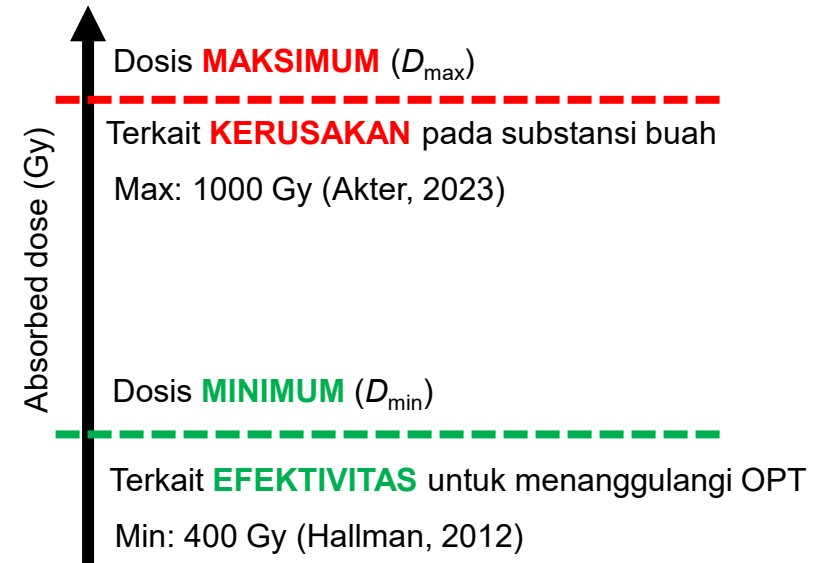 Dosis MAKSIMUM (Dmax)
Terkait KERUSAKAN pada substansi buah
Max: 1000 Gy (Akter, 2023)
Absorbed dose (Gy)
Dosis MINIMUM (Dmin)
Terkait EFEKTIVITAS untuk menanggulangi OPT
Min: 400 Gy (Hallman, 2012)